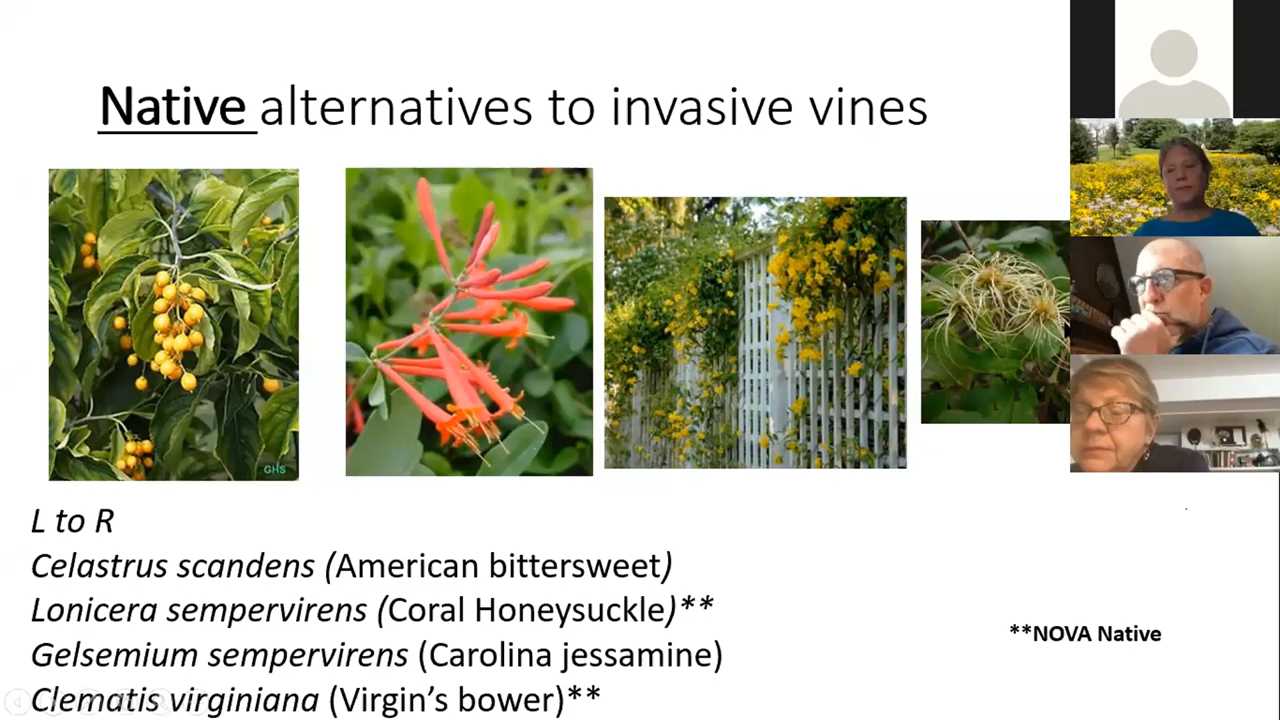 Native alternatives to invasive vines
GHS
L to R
Celastrus scandens (American bittersweet)
Lonicera sempervirens (Coral Honeysuckle)**
**NOVA Native
Gelsemium sempervirens (Carolina jessamine)
Clematis virginiana (Virgin’s bower)**